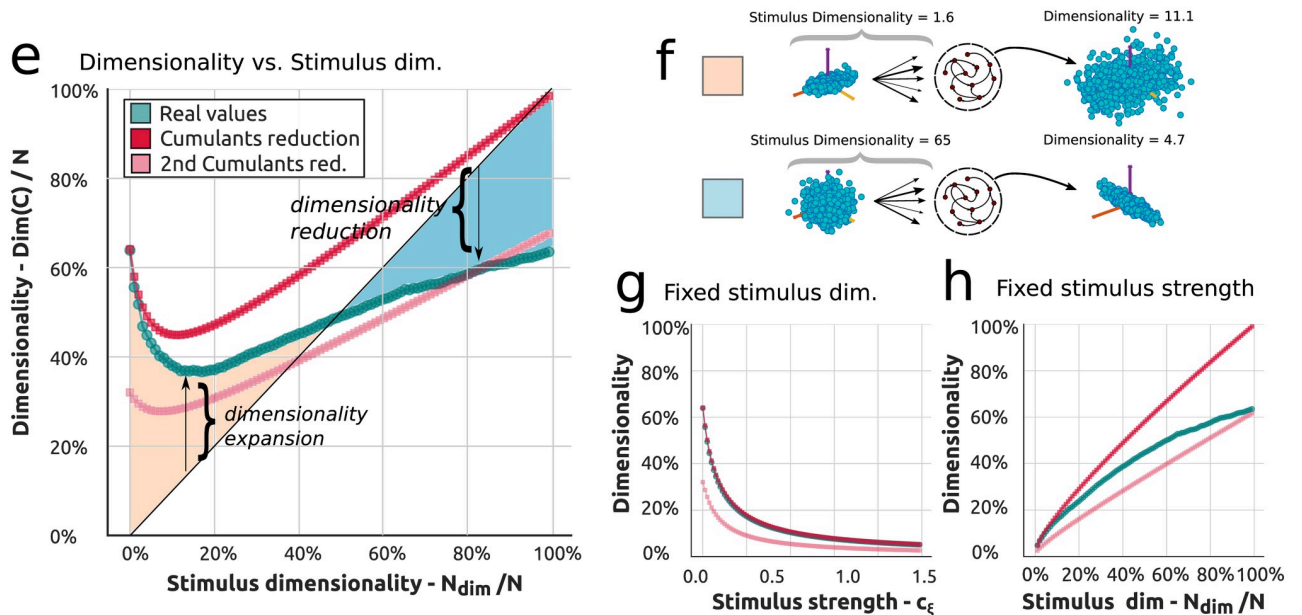 e
Dimensionality vs. Stimulus dim.
Dimensionality - Dim(C) / N
100%
80%
60%
40%
20%
0%
Real values
Cumulants reduction
2nd Cumulants red.
dimensionality
reduction
dimensionality
expansion
0%
20%
40%
60%
80%
100%
Stimulus dimensionality - Ndim /N
f
Stimulus Dimensionality = 1.6
Dimensionality = 11.1
Stimulus Dimensionality = 65
Dimensionality = 4.7
g
Fixed stimulus dim.
Dimensionality
100%
80%
60%
40%
20%
0%
0.0
0.5
1.0
1.5
Stimulus strength - cξ
h
Fixed stimulus strength
Dimensionality
100%
80%
60%
40%
20%
0%
0%
20%
40%
60%
80%
100%
Stimulus dim - Ndim /N